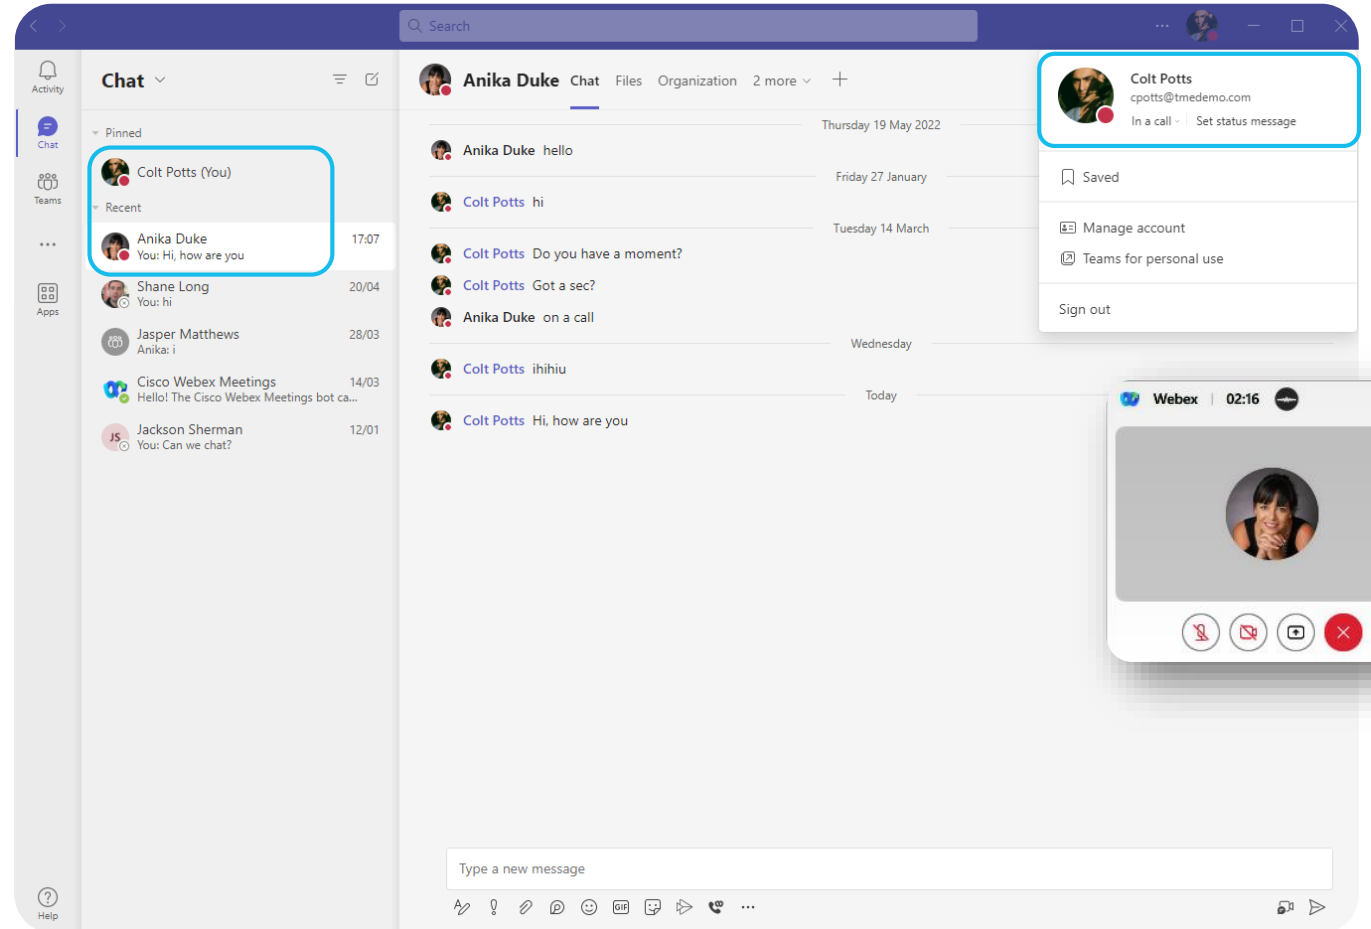 Search
Activity
Chat
Teams
Apps
Help
Chat
Pinned
Colt Potts (You)
Recent
Anika Duke 17:07
You: Hi, how are you
Shane Long 20/04
You: hi
Jasper Matthews 28/03
Anika: i
Cisco Webex Meetings 14/03
Hello! The Cisco Webex Meetings bot ca...
JS
Jackson Sherman 12/01
You: Can we chat?
Anika Duke Chat Files Organization 2 more
Thursday 19 May 2022
Anika Duke hello
Friday 27 January
Colt Potts hi
Tuesday 14 March
Colt Potts Do you have a moment?
Colt Potts Got a sec?
Anika Duke on a call
Wednesday
Colt Potts ihihiu
Today
Colt Potts Hi, how are you
Type a new message
GIF
Colt Potts
cpotts@tmedemo.com
In a call Set status message
Saved
Manage account
Teams for personal use
Sign out
Webex 02:16